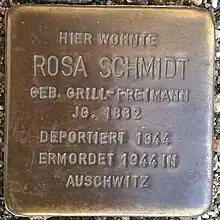 HIER WOHNTE
ROSA SCHMIDT
GEB. GRILL-FREIMANN
JG. 1882
DEPORTIERT 1944
ERMORDET 1944 IN
AUSCHWITZ